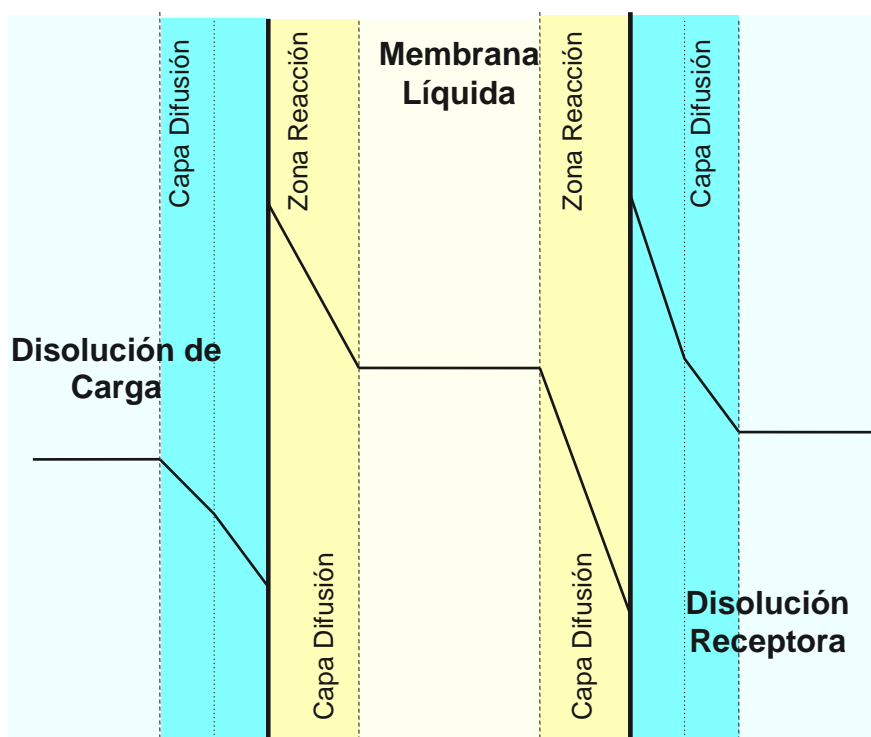 Capa Difusión
Zona Reacción
Membrana
Líquida
Zona Reacción
Capa Difusión
Disolución de
Carga
Capa Difusión
Capa Difusión
Disolución
Receptora